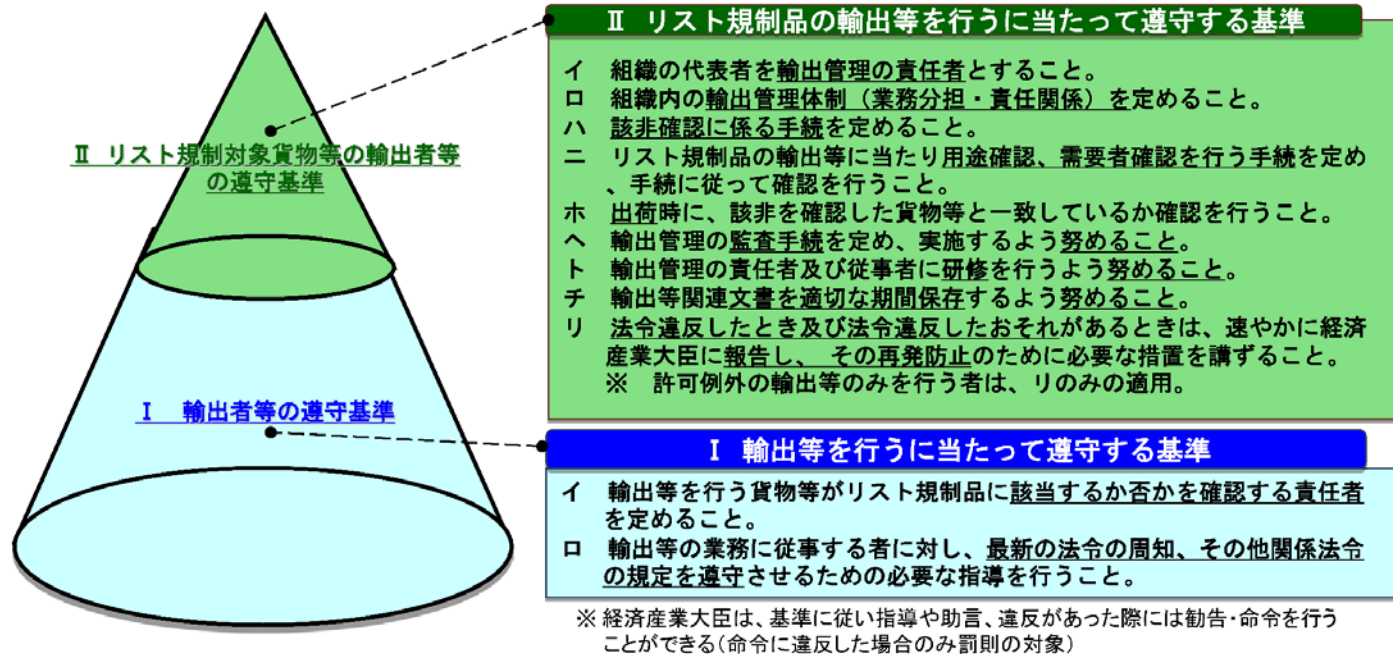 Ⅱ リスト規制対象貨物等の輸出者等
の遵守基準
Ⅰ 輸出者等の遵守基準
Ⅱ リスト規制品の輸出等を行うに当たって遵守する基準
イ 組織の代表者を輸出管理の責任者とすること。
ロ 組織内の輸出管理体制（業務分担・責任関係）を定めること。
ハ 該非確認に係る手続を定めること。
ニ リスト規制品の輸出等に当たり用途確認、需要者確認を行う手続を定め
、手続に従って確認を行うこと。
ホ 出荷時に、該非を確認した貨物等と一致しているか確認を行うこと。
ヘ 輸出管理の監査手続を定め、実施するよう努めること。
ト 輸出管理の責任者及び従事者に研修を行うよう努めること。
チ 輸出等関連文書を適切な期間保存するよう努めること。
リ 法令違反したとき及び法令違反したおそれがあるときは、速やかに経済
産業大臣に報告し、 その再発防止のために必要な措置を講ずること。
※ 許可例外の輸出等のみを行う者は、リのみの適用。
Ⅰ 輸出等を行うに当たって遵守する基準
イ 輸出等を行う貨物等がリスト規制品に該当するか否かを確認する責任者
を定めること。
ロ 輸出等の業務に従事する者に対し、最新の法令の周知、その他関係法令
の規定を遵守させるための必要な指導を行うこと。
※ 経済産業大臣は、基準に従い指導や助言、違反があった際には勧告・命令を行う
ことができる（命令に違反した場合のみ罰則の対象）